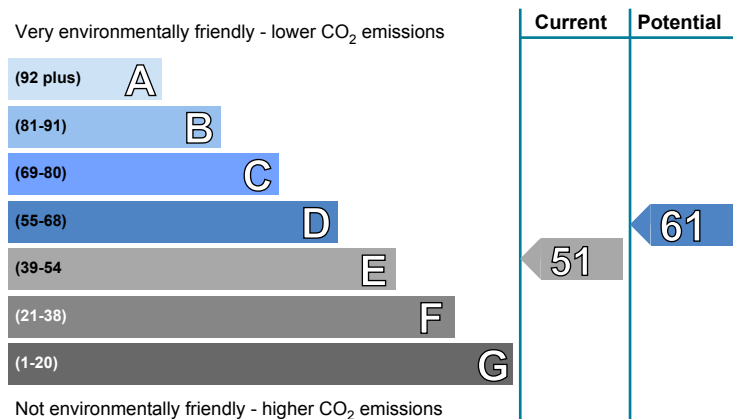 Very environmentally friendly - lower CO₂ emissions
Current
Potential
(92 plus) A
(81-91) B
(69-80) C
(55-68) D
61
(39-54 E
51
(21-38) F
(1-20) G
Not environmentally friendly - higher CO₂ emissions